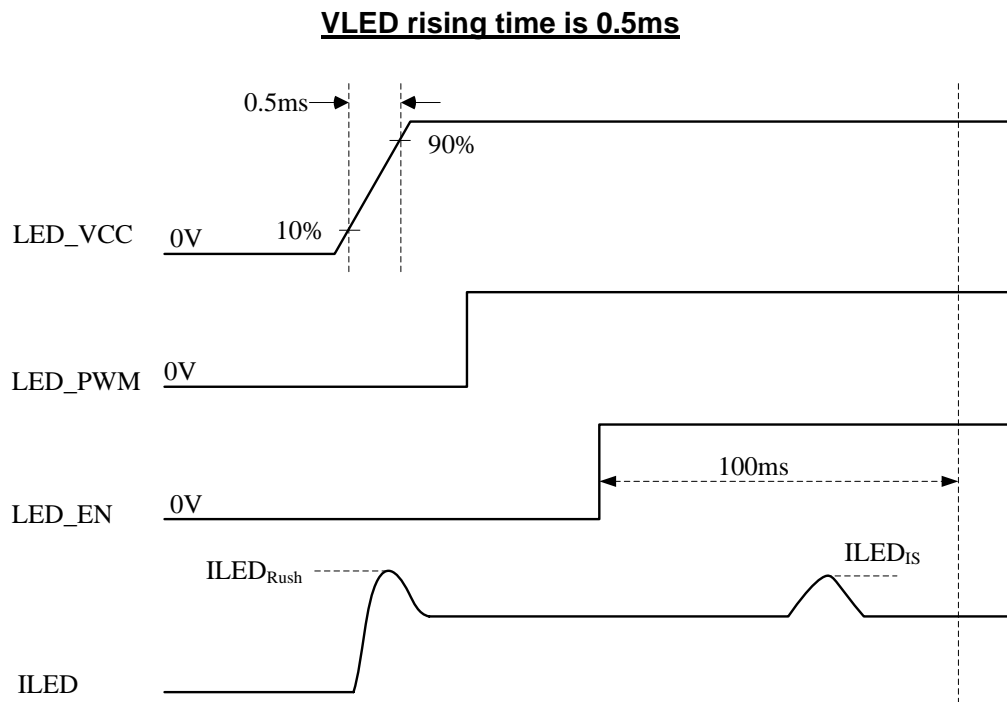 VLED rising time is 0.5ms
0.5ms
90%
LED_VCC
0V
10%
LED_PWM
0V
100ms
LED_EN
0V
ILEDRush
ILEDIS
ILED